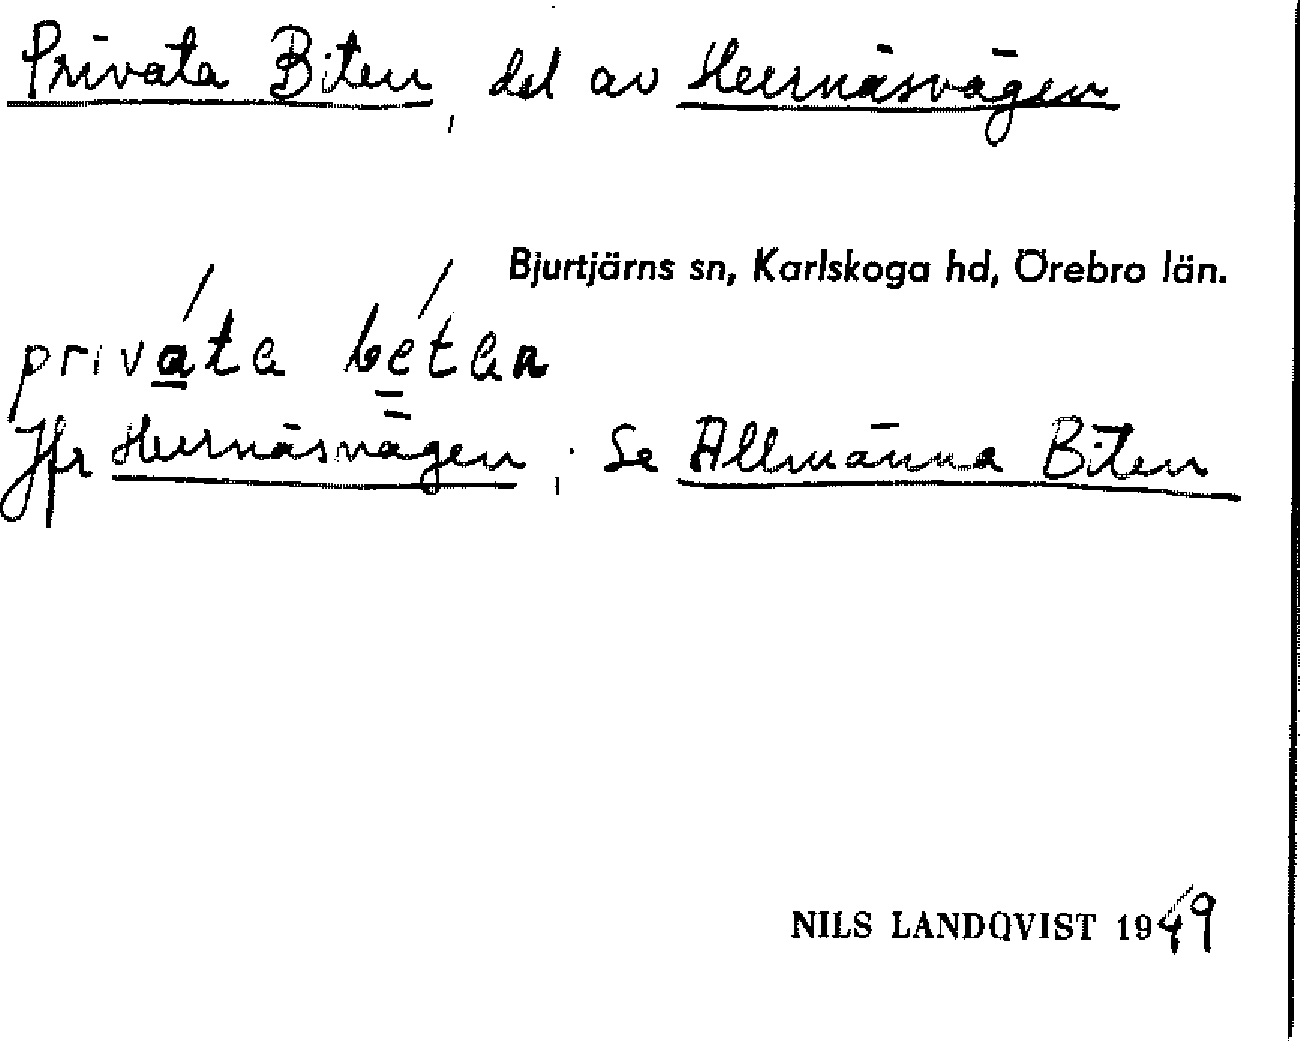 Privata Biten, del av Hernäsvägen
Bjurtjärns sn, Karlskoga hd, Örebro län.
priváta bétan
Jfr Hernäsvägen; Se Allmänna Biten
NILS LANDQVIST 1949